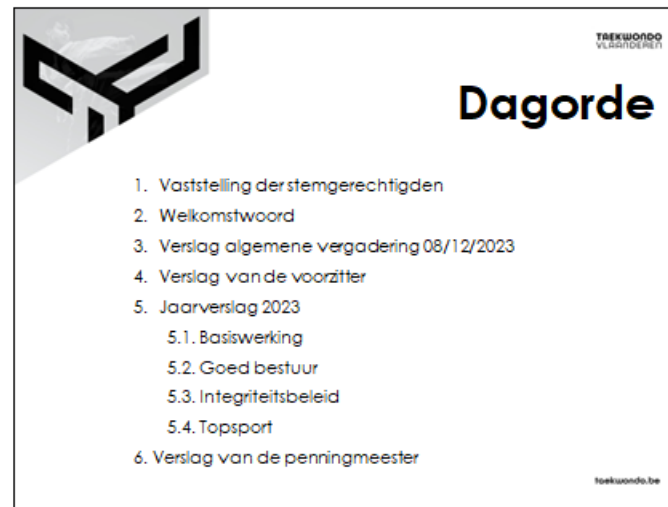 TAEKWONDO
VLAANDEREN
Dagorde
1. Vaststelling der stemgerechtigden
2. Welkomstwoord
3. Verslag algemene vergadering 08/12/2023
4. Verslag van de voorzitter
5. Jaarverslag 2023
5.1. Basiswerking
5.2. Goed bestuur
5.3. Integriteitsbeleid
5.4. Topsport
6. Verslag van de penningmeester
taekwondo.be